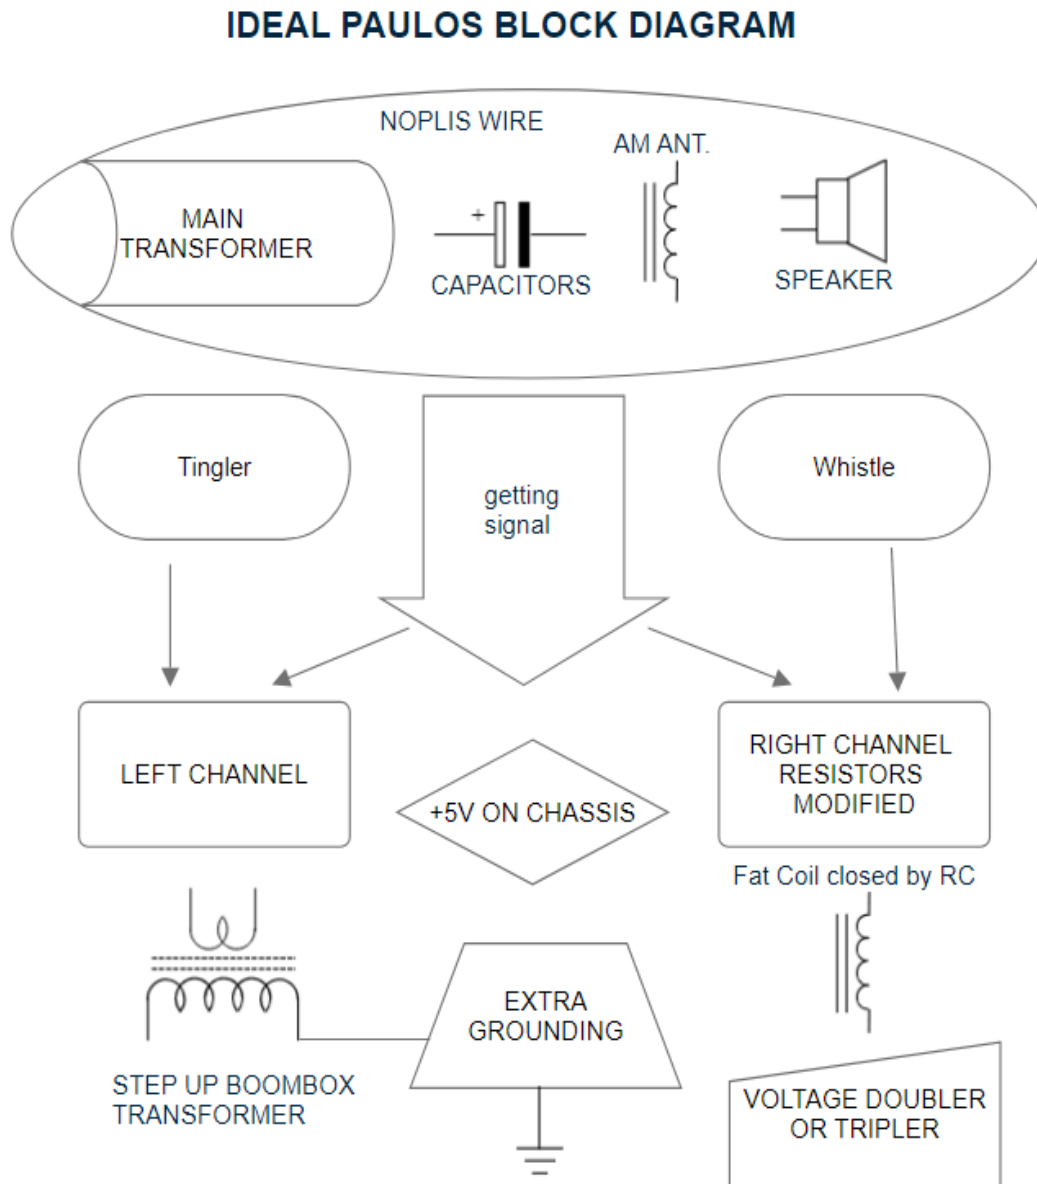 IDEAL PAULOS BLOCK DIAGRAM
NOPLIS WIRE
AM ANT.
MAIN
TRANSFORMER
+
CAPACITORS
SPEAKER
Tingler
getting
signal
Whistle
LEFT CHANNEL
+5V ON CHASSIS
RIGHT CHANNEL
RESISTORS
MODIFIED
Fat Coil closed by RC
EXTRA
GROUNDING
STEP UP BOOMBOX
TRANSFORMER
VOLTAGE DOUBLER
OR TRIPLER